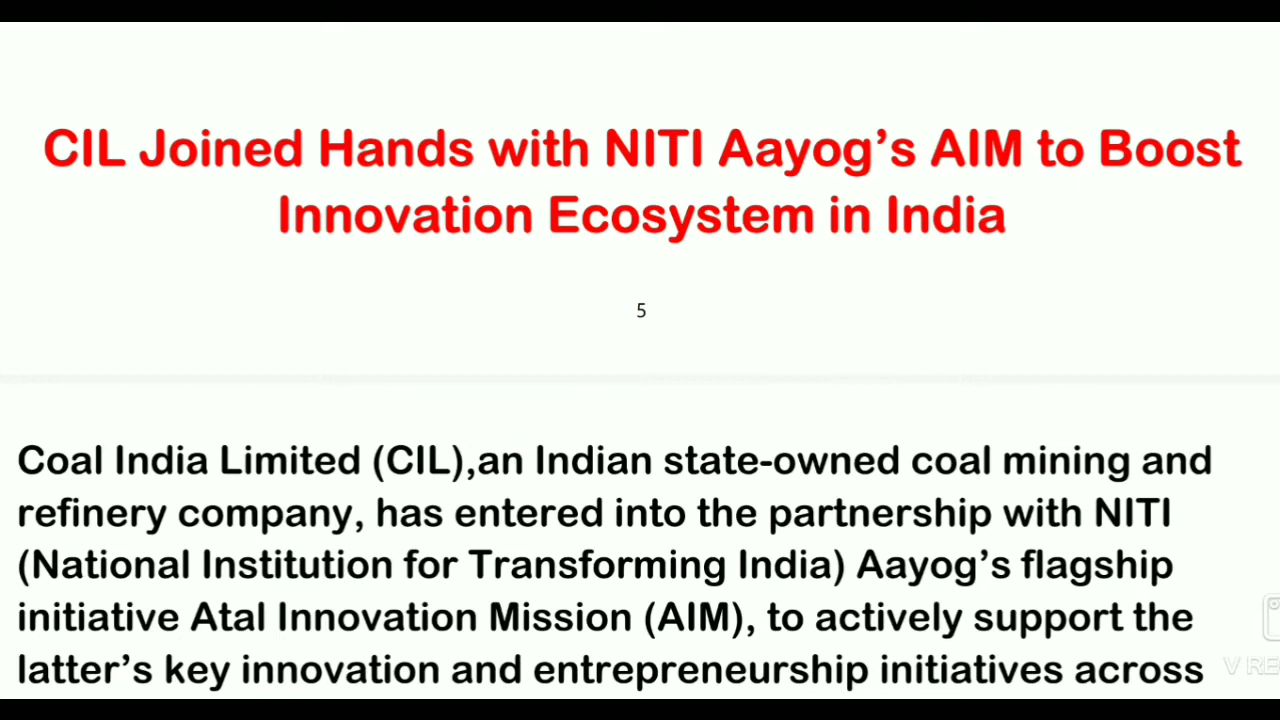 CIL Joined Hands with NITI Aayog’s AIM to Boost
Innovation Ecosystem in India
5
Coal India Limited (CIL),an Indian state-owned coal mining and
refinery company, has entered into the partnership with NITI
(National Institution for Transforming India) Aayog’s flagship
initiative Atal Innovation Mission (AIM), to actively support the
latter’s key innovation and entrepreneurship initiatives across
V RE